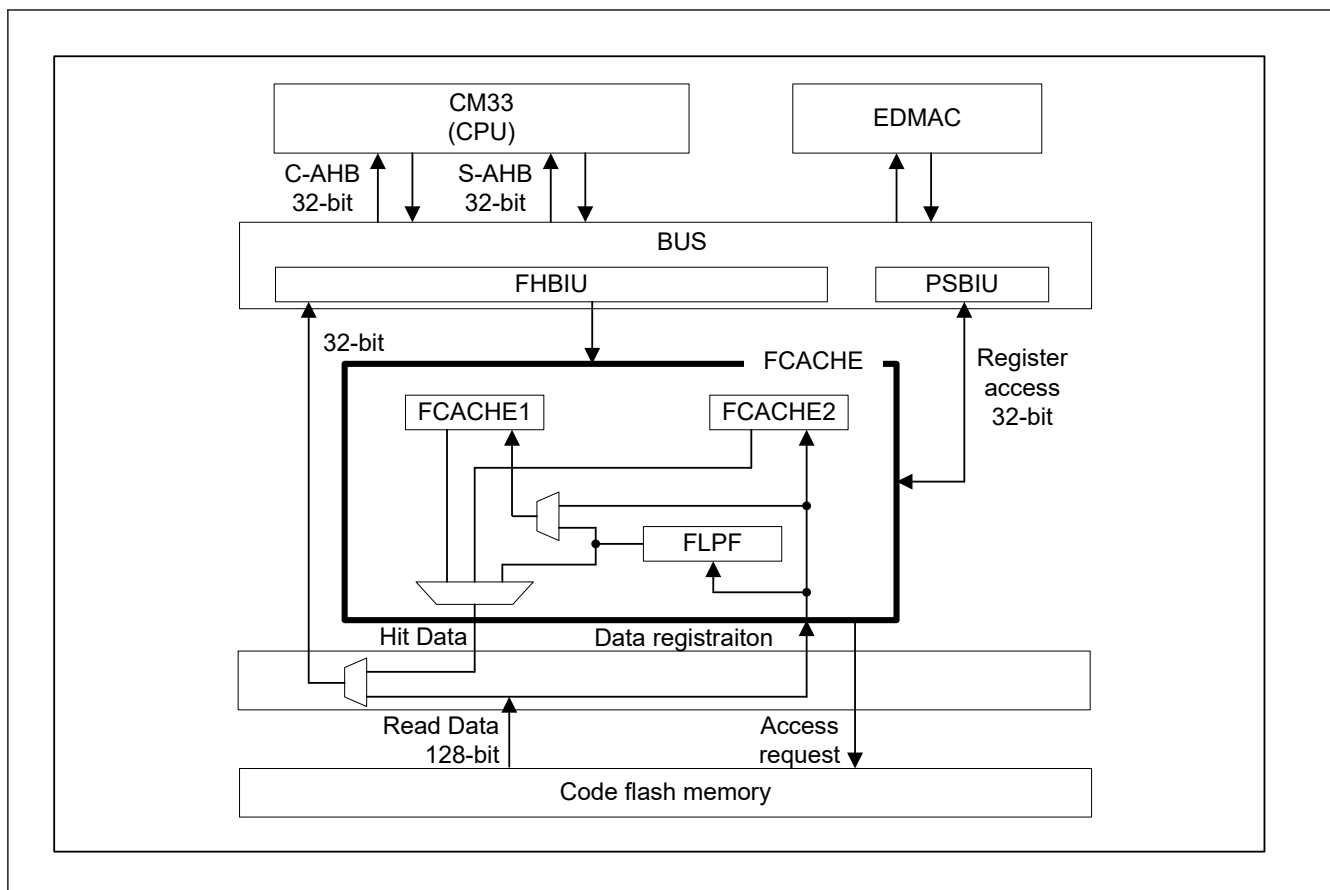 CM33
(CPU)
EDMAC
C-AHB
32-bit
S-AHB
32-bit
BUS
FHBIU
PSBIU
32-bit
FCACHE
Register
access
32-bit
FCACHE1
FCACHE2
FLPF
Hit Data
Data registraiton
Read Data
128-bit
Access
request
Code flash memory